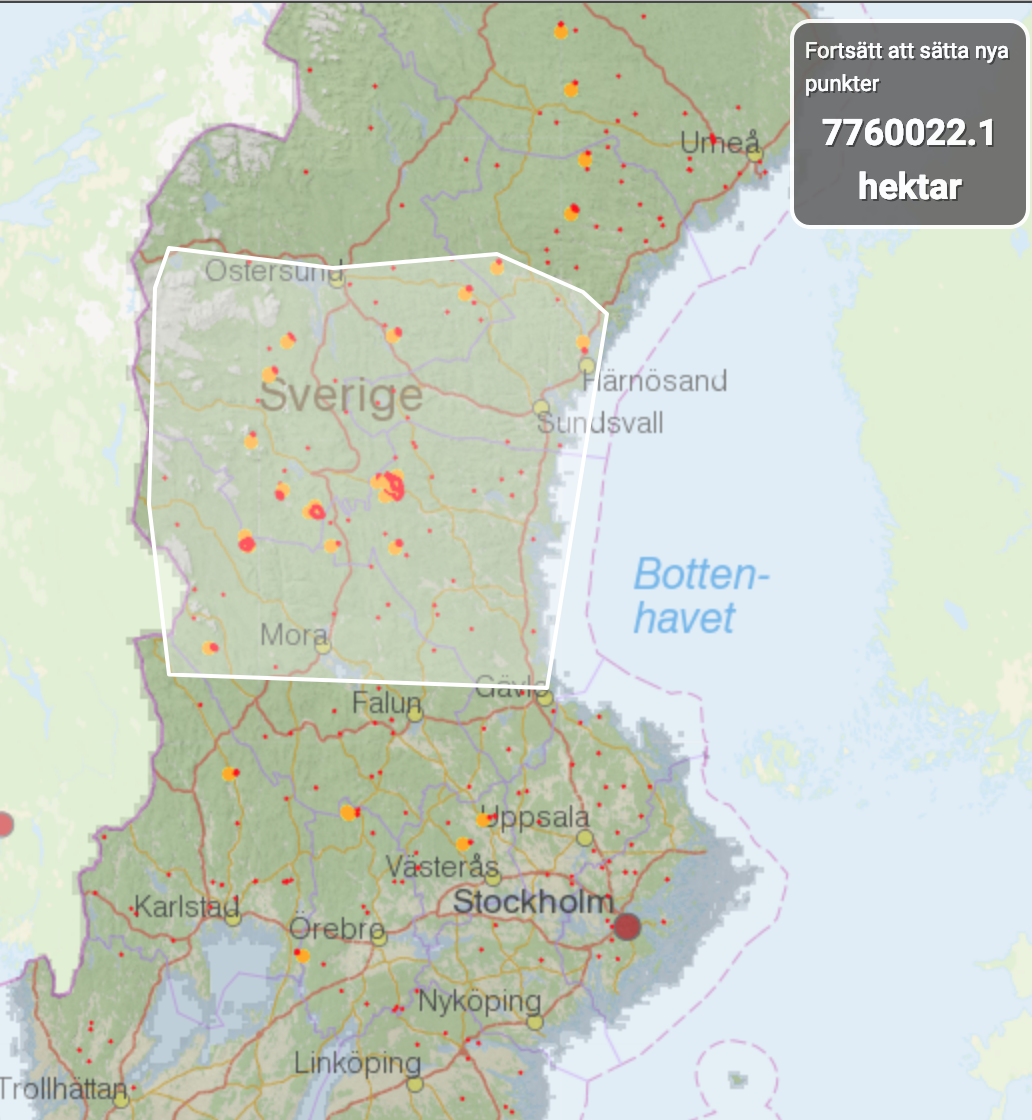 Fortsätt att sätta nya
punkter
7760022.1
hektar
Umeå
Östersund
Sverige
Härnösand
Sundsvall
Botten-
havet
Mora
Gävle
Falun
Uppsala
Västerås
Stockholm
Karlstad
Örebro
Nyköping
Linköping
Trollhättan